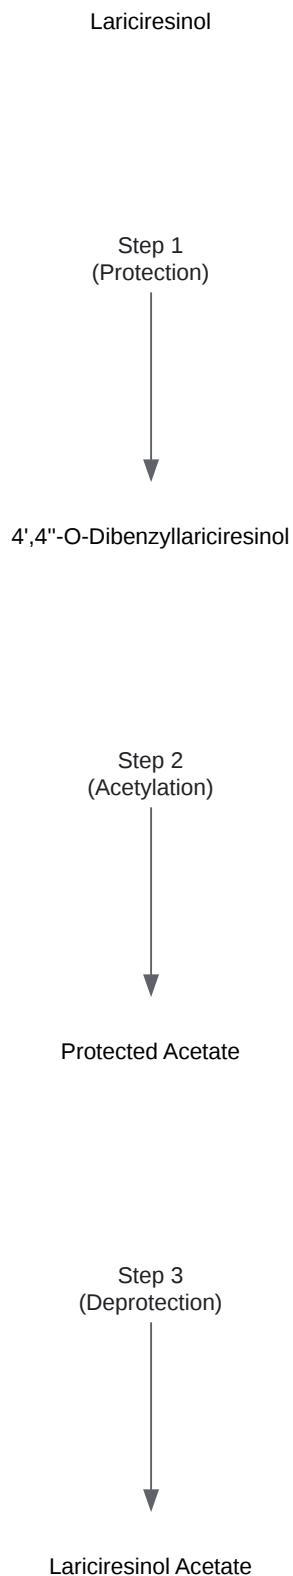 Lariciresinol
Step 1
(Protection)
4',4"-O-Dibenzyllariciresinol
Step 2
(Acetylation)
Protected Acetate
Step 3
(Deprotection)
Lariciresinol Acetate